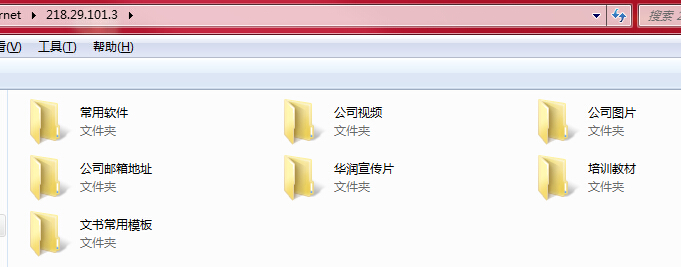 rnet ▸ 218.29.101.3 ▸ 搜索 2
看(V) 工具(T) 帮助(H)
常用软件 公司视频 公司图片
文件夹 文件夹 文件夹
公司邮箱地址 华润宣传片 培训教材
文件夹 文件夹 文件夹
文书常用模板
文件夹